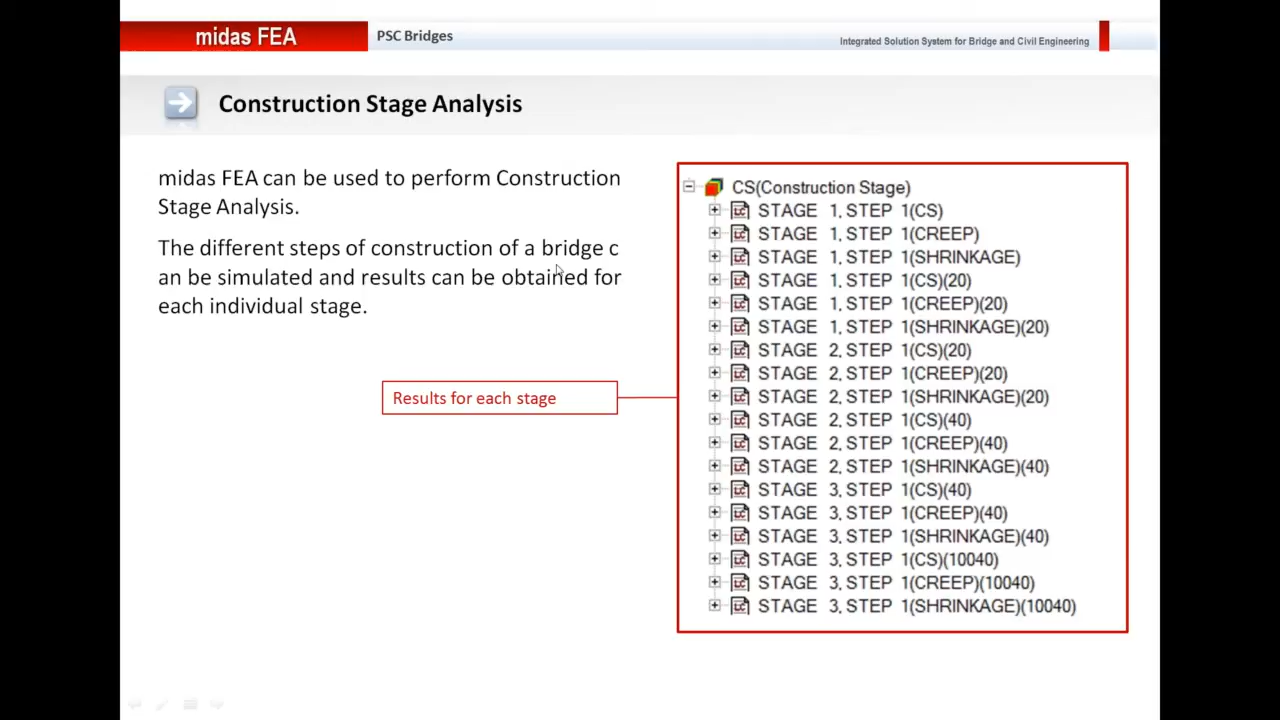 midas FEA
PSC Bridges
Integrated Solution System for Bridge and Civil Engineering
Construction Stage Analysis
midas FEA can be used to perform Construction
Stage Analysis.
The different steps of construction of a bridge c
an be simulated and results can be obtained for
each individual stage.
Results for each stage
CS(Construction Stage)
STAGE 1, STEP 1(CS)
STAGE 1, STEP 1(CREEP)
STAGE 1, STEP 1(SHRINKAGE)
STAGE 1, STEP 1(CS)(20)
STAGE 1, STEP 1(CREEP)(20)
STAGE 1, STEP 1(SHRINKAGE)(20)
STAGE 2, STEP 1(CS)(20)
STAGE 2, STEP 1(CREEP)(20)
STAGE 2, STEP 1(SHRINKAGE)(20)
STAGE 2, STEP 1(CS)(40)
STAGE 2, STEP 1(CREEP)(40)
STAGE 2, STEP 1(SHRINKAGE)(40)
STAGE 3, STEP 1(CS)(40)
STAGE 3, STEP 1(CREEP)(40)
STAGE 3, STEP 1(SHRINKAGE)(40)
STAGE 3, STEP 1(CS)(10040)
STAGE 3, STEP 1(CREEP)(10040)
STAGE 3, STEP 1(SHRINKAGE)(10040)